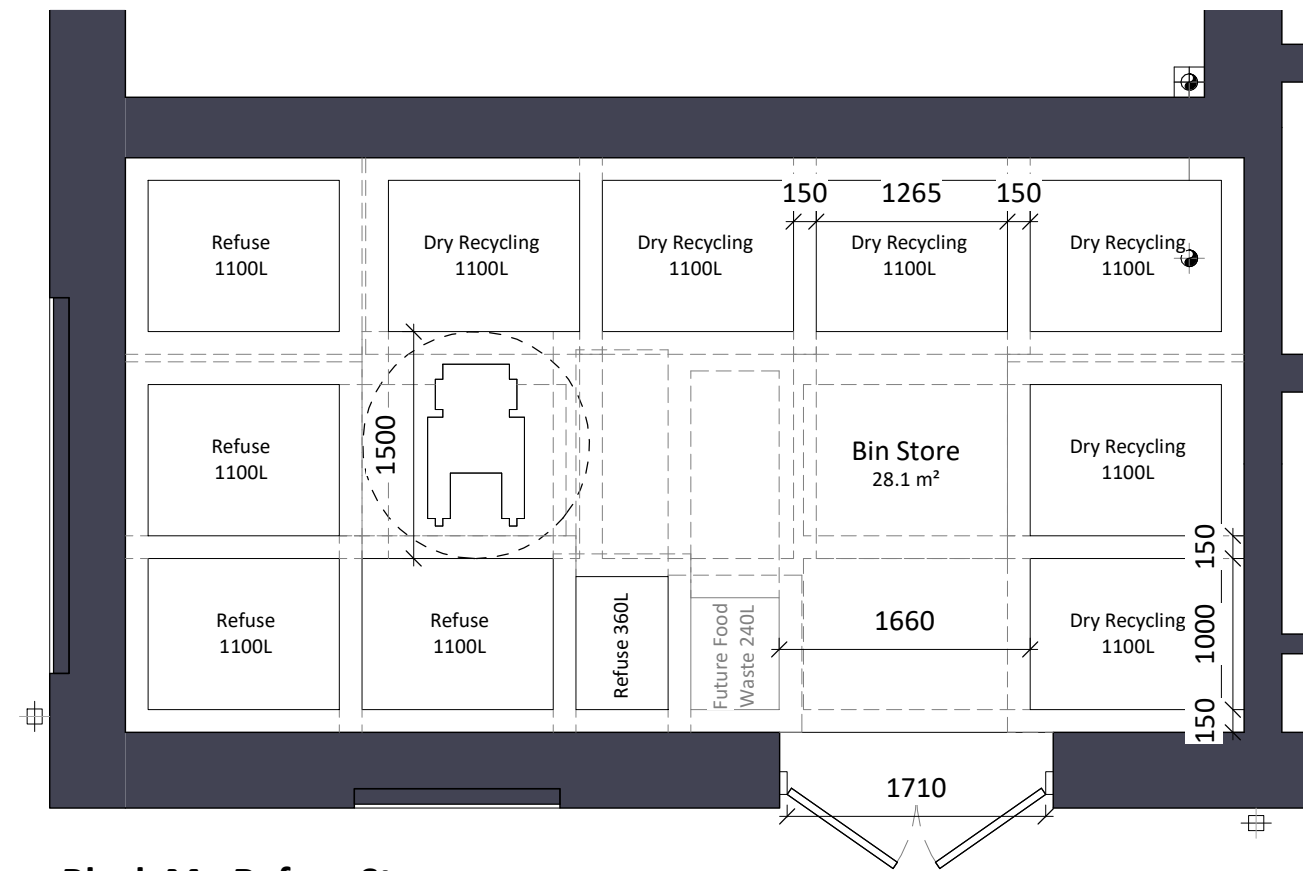 150
1265
150
Refuse
1100L
Dry Recycling
1100L
Dry Recycling
1100L
Dry Recycling
1100L
Dry Recycling
1100L
1500
Refuse
1100L
Bin Store
28.1 m²
Dry Recycling
1100L
150
Refuse
1100L
Refuse
1100L
Refuse 360L
Future Food
Waste 240L
1660
Dry Recycling
1100L
1000
150
1710